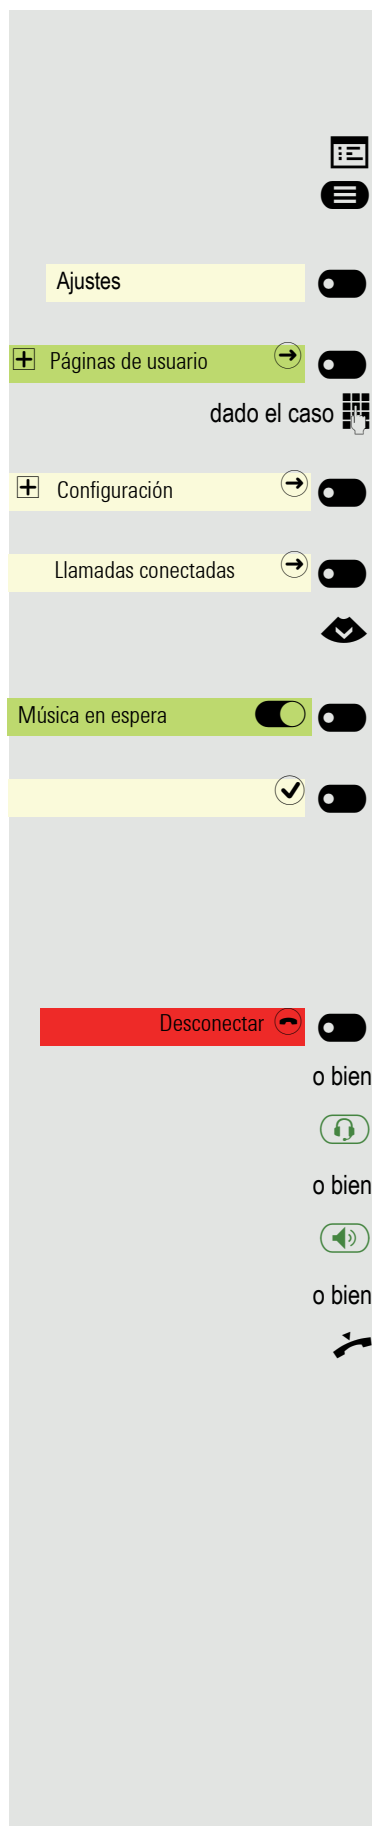 Ajustes
Páginas de usuario
dado el caso
Configuración
Llamadas conectadas
Música en espera
Desconectar
o bien
o bien
o bien